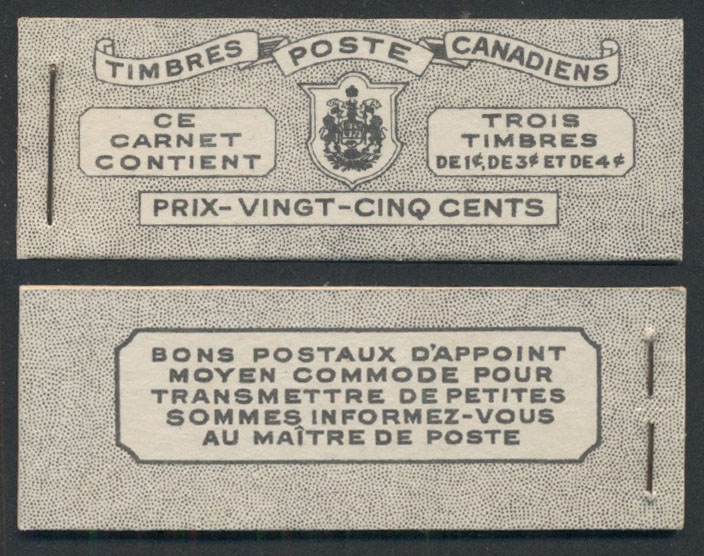 TIMBRES POSTE CANADIENS
CE
CARNET
CONTIENT
TROIS
TIMBRES
DE 1¢, DE 3¢ ET DE 4¢
PRIX-VINGT-CINQ CENTS
BONS POSTAUX D'APPOINT
MOYEN COMMODE POUR
TRANSMETTRE DE PETITES
SOMMES INFORMEZ-VOUS
AU MAÎTRE DE POSTE